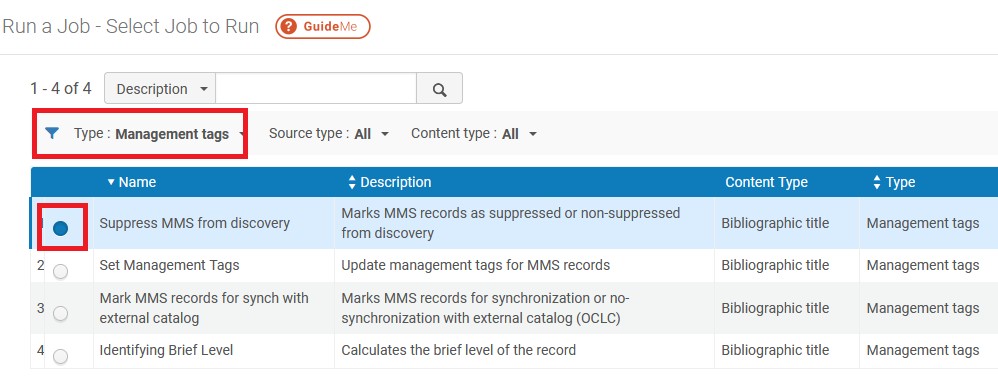 Run a Job - Select Job to Run ? GuideMe
1 - 4 of 4 Description
Type : Management tags Source type : All Content type : All
Name Description Content Type Type
1 Suppress MMS from discovery Marks MMS records as suppressed or non-suppressed from discovery Bibliographic title Management tags
2 Set Management Tags Update management tags for MMS records Bibliographic title Management tags
3 Mark MMS records for synch with external catalog Marks MMS records for synchronization or no-synchronization with external catalog (OCLC) Bibliographic title Management tags
4 Identifying Brief Level Calculates the brief level of the record Bibliographic title Management tags